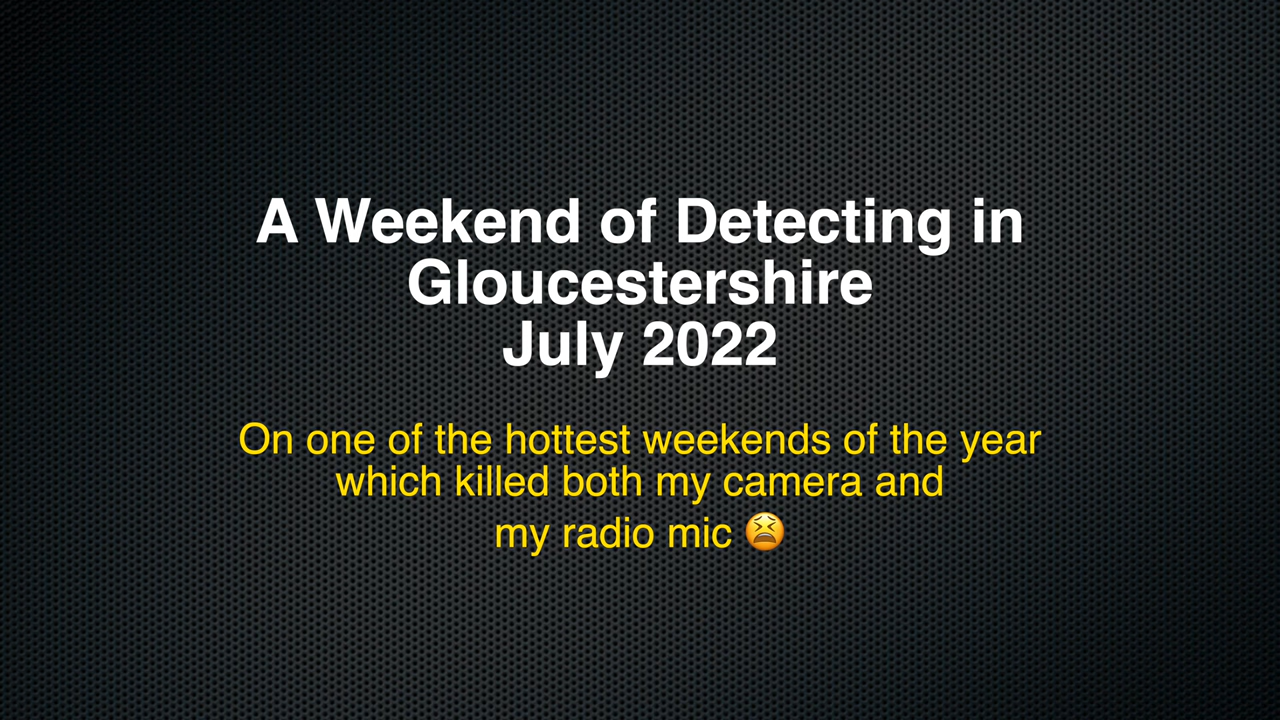 A Weekend of Detecting in
Gloucestershire
July 2022
On one of the hottest weekends of the year
which killed both my camera and
my radio mic 😫